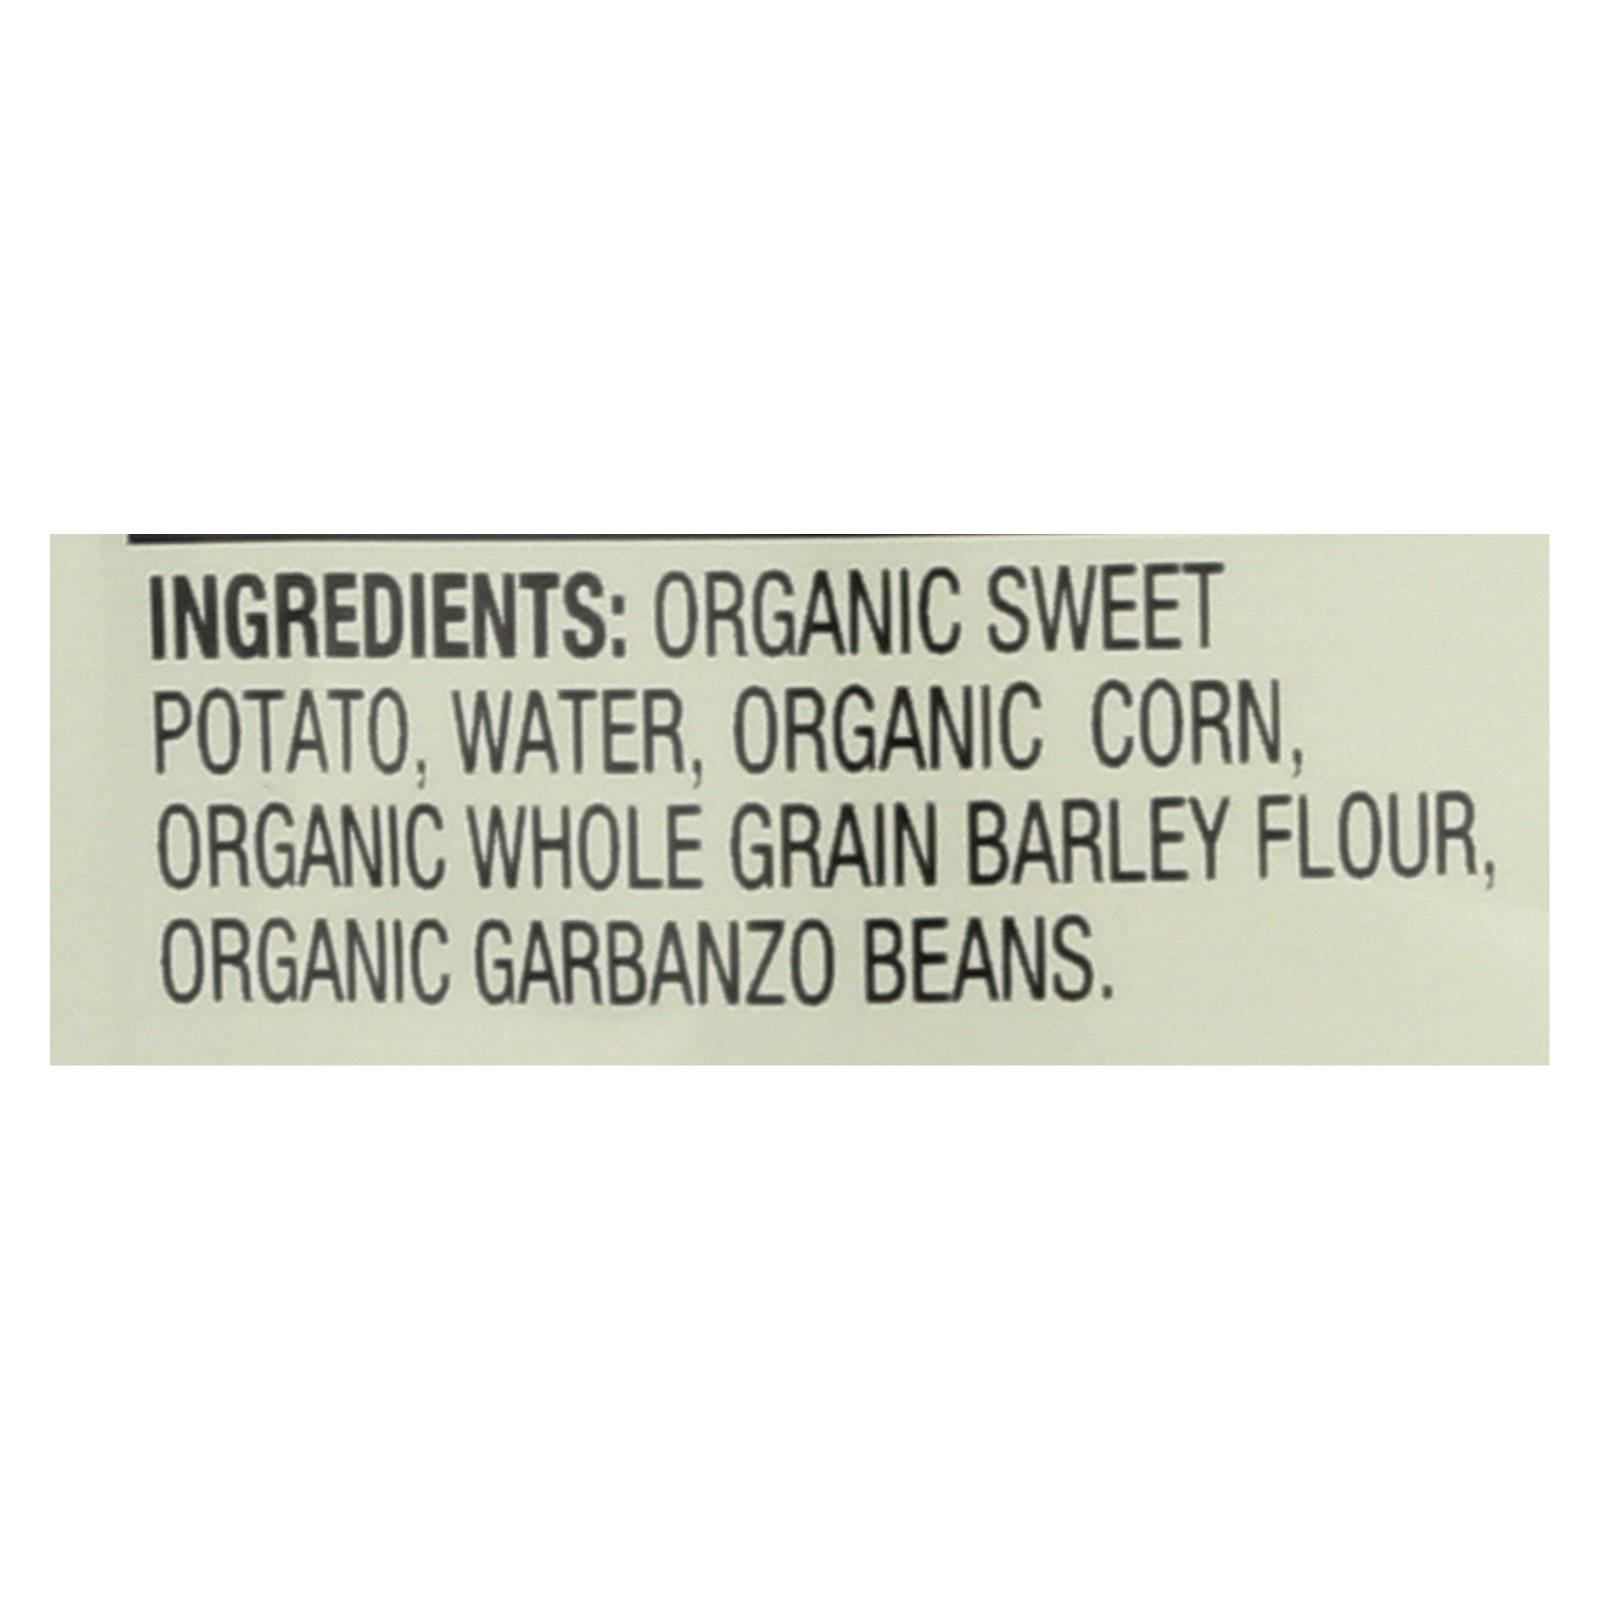 INGREDIENTS: ORGANIC SWEET
POTATO, WATER, ORGANIC CORN,
ORGANIC WHOLE GRAIN BARLEY FLOUR,
ORGANIC GARBANZO BEANS.